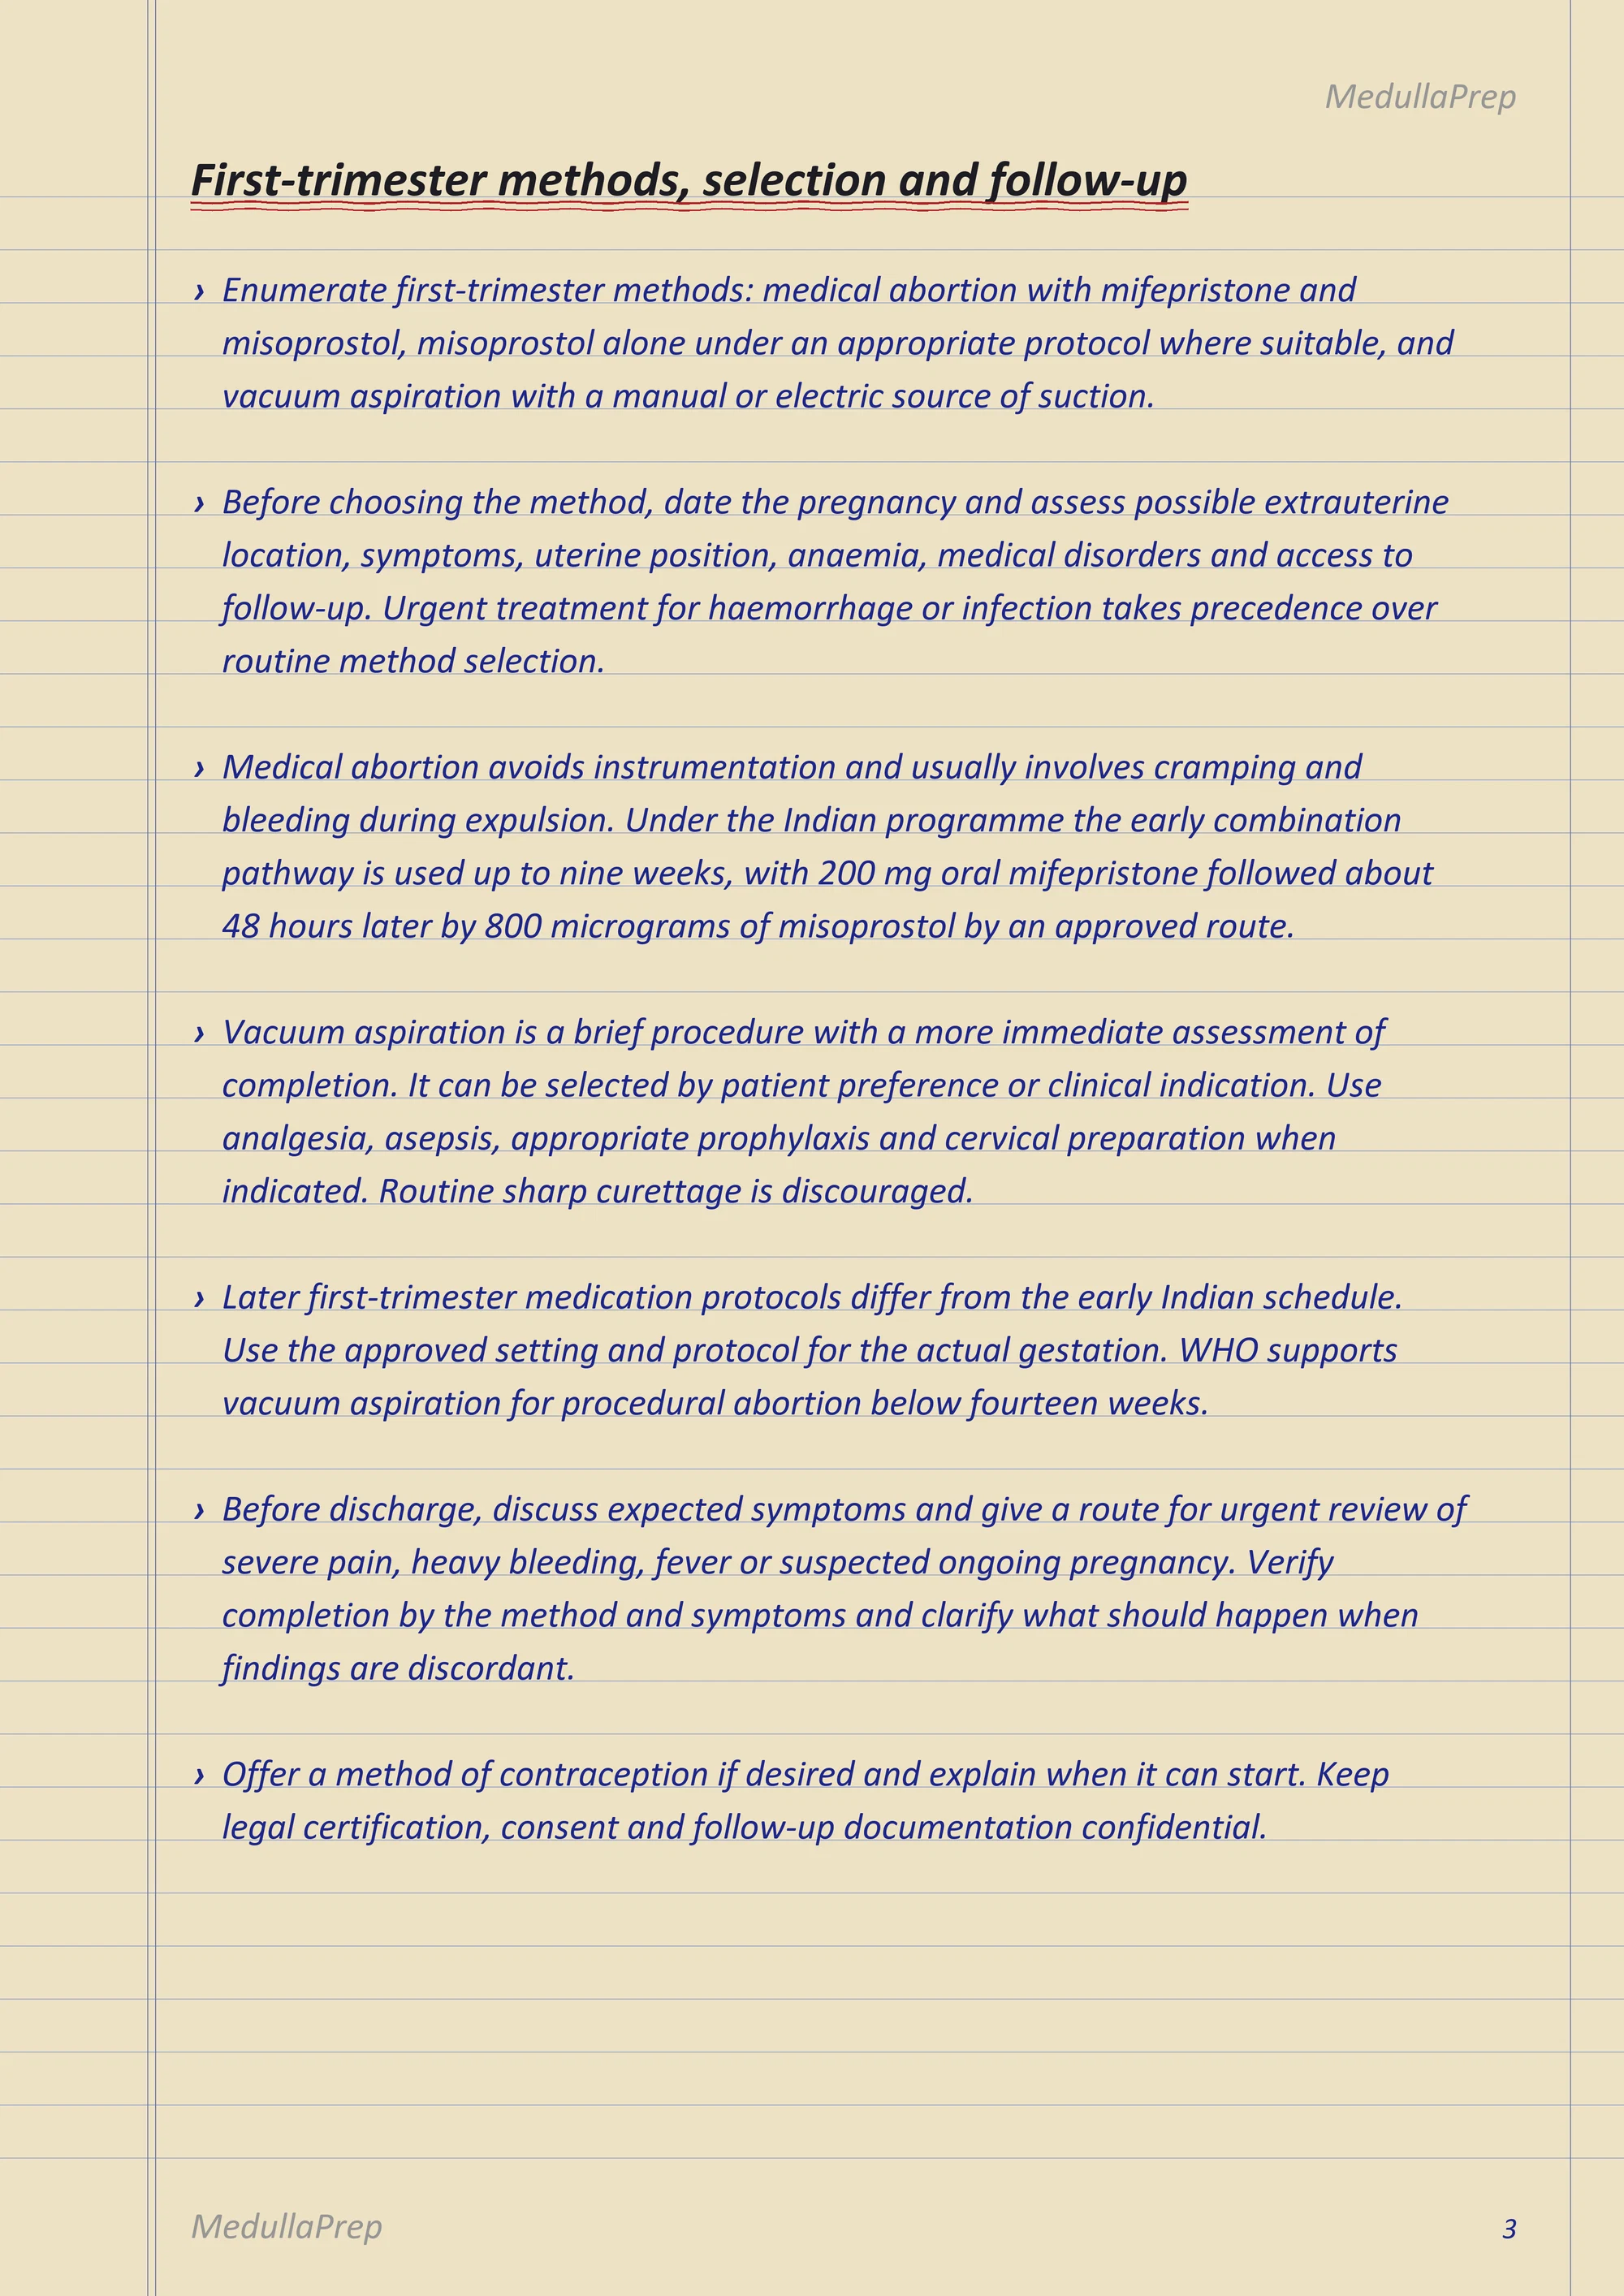 MedullaPrep
First-trimester methods, selection and follow-up
› Enumerate first-trimester methods: medical abortion with mifepristone and
misoprostol, misoprostol alone under an appropriate protocol where suitable, and
vacuum aspiration with a manual or electric source of suction.
› Before choosing the method, date the pregnancy and assess possible extrauterine
location, symptoms, uterine position, anaemia, medical disorders and access to
follow-up. Urgent treatment for haemorrhage or infection takes precedence over
routine method selection.
› Medical abortion avoids instrumentation and usually involves cramping and
bleeding during expulsion. Under the Indian programme the early combination
pathway is used up to nine weeks, with 200 mg oral mifepristone followed about
48 hours later by 800 micrograms of misoprostol by an approved route.
› Vacuum aspiration is a brief procedure with a more immediate assessment of
completion. It can be selected by patient preference or clinical indication. Use
analgesia, asepsis, appropriate prophylaxis and cervical preparation when
indicated. Routine sharp curettage is discouraged.
› Later first-trimester medication protocols differ from the early Indian schedule.
Use the approved setting and protocol for the actual gestation. WHO supports
vacuum aspiration for procedural abortion below fourteen weeks.
› Before discharge, discuss expected symptoms and give a route for urgent review of
severe pain, heavy bleeding, fever or suspected ongoing pregnancy. Verify
completion by the method and symptoms and clarify what should happen when
findings are discordant.
› Offer a method of contraception if desired and explain when it can start. Keep
legal certification, consent and follow-up documentation confidential.
MedullaPrep
3